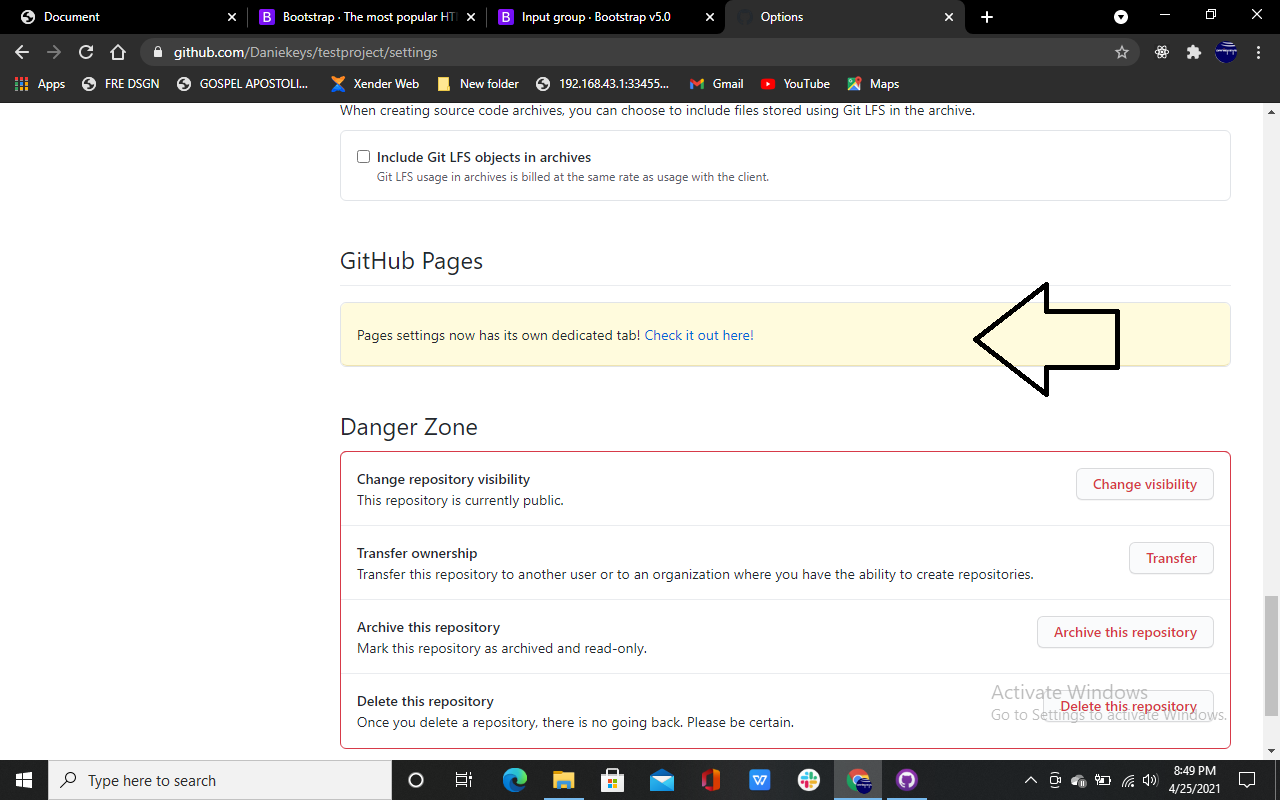 Document
Bootstrap · The most popular HT
Input group · Bootstrap v5.0
Options
github.com/Daniekeys/testproject/settings
Apps
FRE DSGN
GOSPEL APOSTOLI...
Xender Web
New folder
192.168.43.1:33455...
Gmail
YouTube
Maps
When creating source code archives, you can choose to include files stored using Git LFS in the archive.
Include Git LFS objects in archives
Git LFS usage in archives is billed at the same rate as usage with the client.
GitHub Pages
Pages settings now has its own dedicated tab! Check it out here!
Danger Zone
Change repository visibility
This repository is currently public.
Change visibility
Transfer ownership
Transfer this repository to another user or to an organization where you have the ability to create repositories.
Transfer
Archive this repository
Mark this repository as archived and read-only.
Archive this repository
Delete this repository
Once you delete a repository, there is no going back. Please be certain.
Delete this repository
Activate Windows
Go to Settings to activate Windows.
Type here to search
8:49 PM
4/25/2021